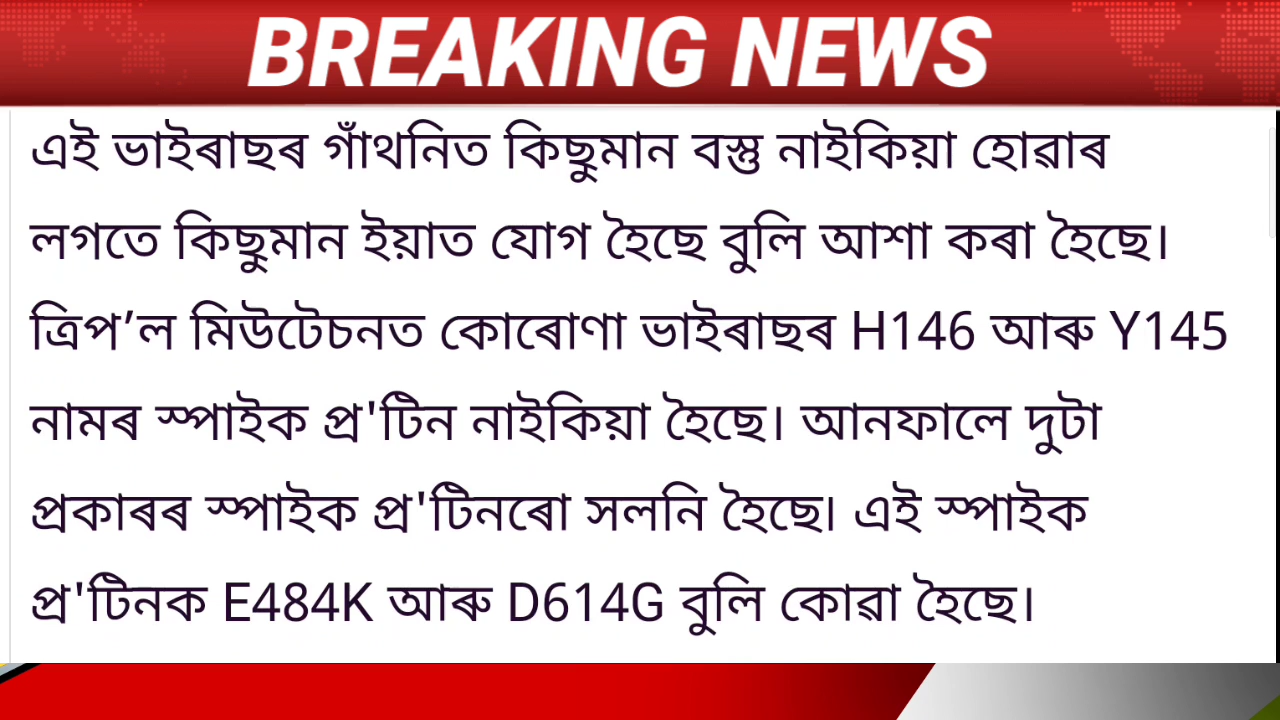 BREAKING NEWS
এই ভাইৰাছৰ গাঁথনিত কিছুমান বস্তু নাইকিয়া হোৱাৰ
লগতে কিছুমান ইয়াত যোগ হৈছে বুলি আশা কৰা হৈছে।
ত্ৰিপ’ল মিউটেচনত কোৰোণা ভাইৰাছৰ H146 আৰু Y145
নামৰ স্পাইক প্ৰ'টিন নাইকিয়া হৈছে। আনফালে দুটা
প্ৰকাৰৰ স্পাইক প্ৰ'টিনৰো সলনি হৈছে৷ এই স্পাইক
প্ৰ'টিনক E484K আৰু D614G বুলি কোৱা হৈছে।